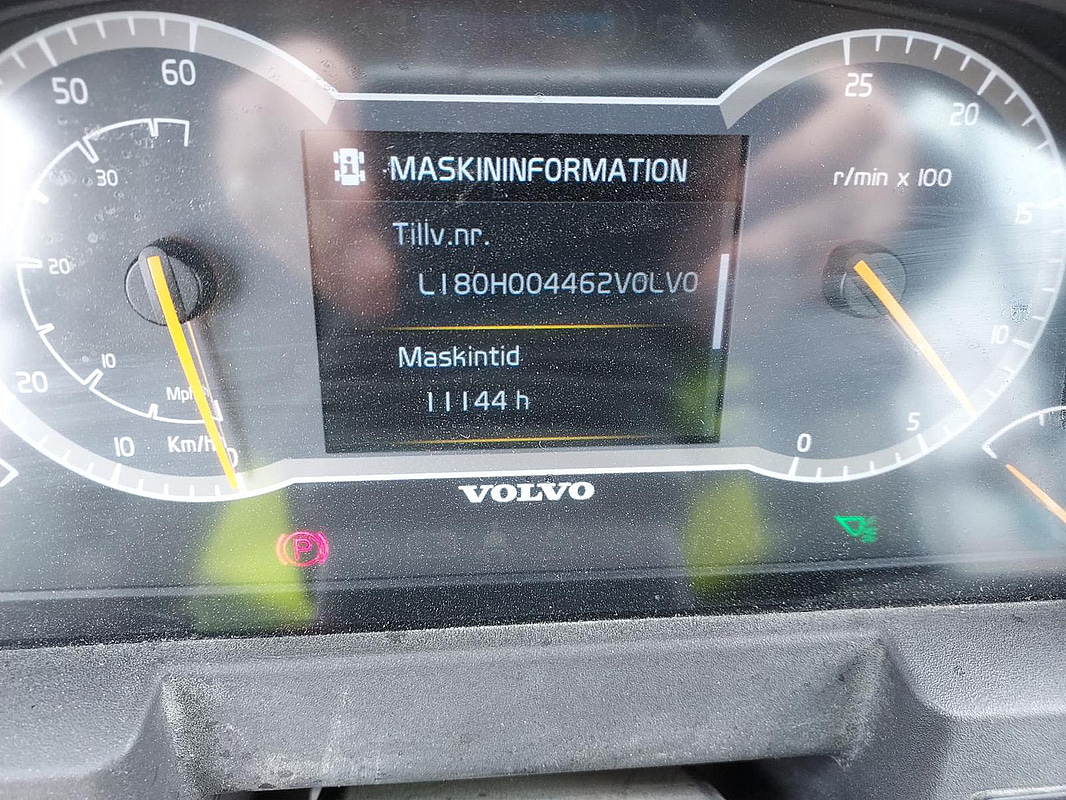 50
60
30
20
10
20
10
Mph
Km/h
0
MASKININFORMATION
Tillv.nr.
L180H004462VOLVO
Maskintid
11144 h
VOLVO
P
25
20
r/min x 100
15
10
5
0